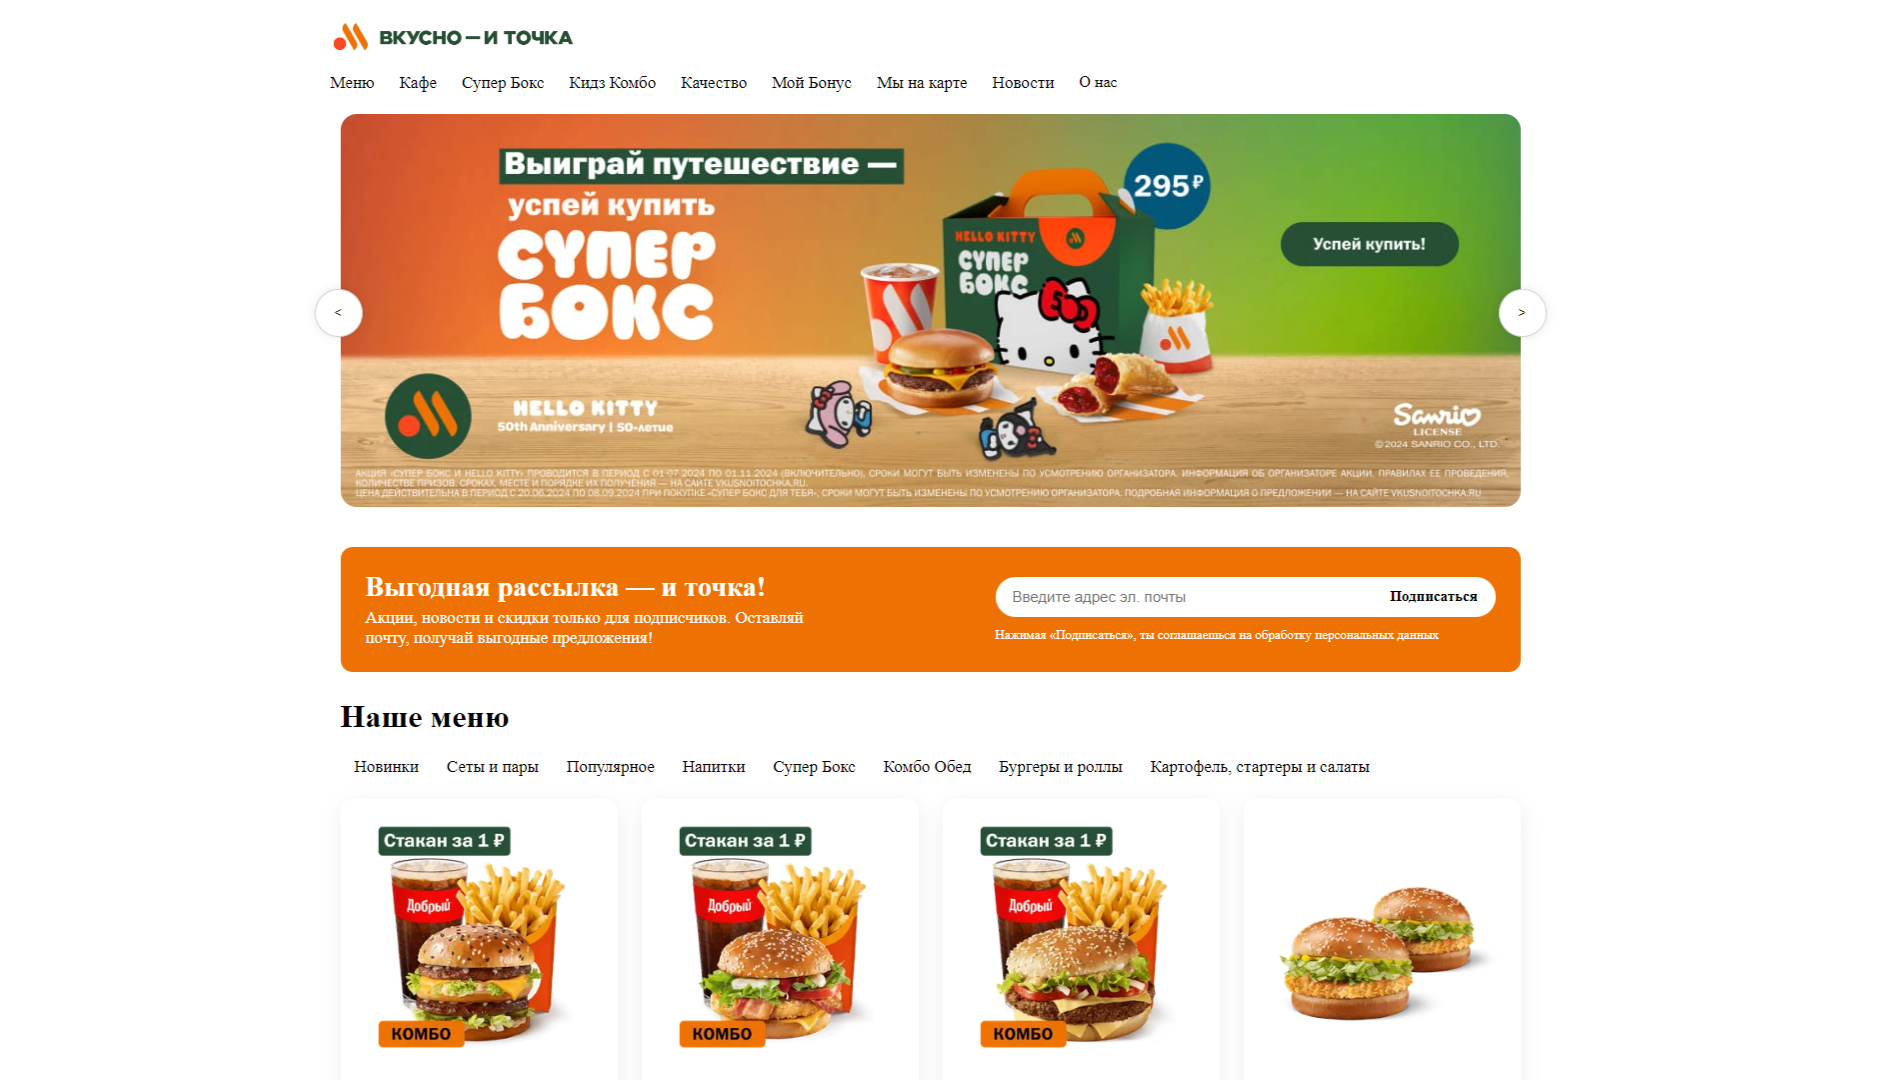 ВКУСНО — И ТОЧКА
Меню Кафе Супер Бокс Кидз Комбо Качество Мой Бонус Мы на карте Новости О нас
Выиграй путешествие —
успей купить
СУПЕР
БОКС
295₽
HELLO KITTY
СУПЕР
БОКС
Успей купить!
<
>
HELLO KITTY
50th Anniversary | 50-летие
Sanrio
LICENSE
©2024 SANRIO CO., LTD.
АКЦИЯ «СУПЕР БОКС И HELLO KITTY» ПРОВОДИТСЯ В ПЕРИОД С 01.07.2024 ПО 01.11.2024 (ВКЛЮЧИТЕЛЬНО), СРОКИ МОГУТ БЫТЬ ИЗМЕНЕНЫ ПО УСМОТРЕНИЮ ОРГАНИЗАТОРА. ИНФОРМАЦИЯ ОБ ОРГАНИЗАТОРЕ АКЦИИ, ПРАВИЛАХ ЕЕ ПРОВЕДЕНИЯ,
КОЛИЧЕСТВЕ ПРИЗОВ, СРОКАХ, МЕСТЕ И ПОРЯДКЕ ИХ ПОЛУЧЕНИЯ — НА САЙТЕ VKUSNOITOCHKA.RU.
ЦЕНА ДЕЙСТВИТЕЛЬНА В ПЕРИОД С 20.06.2024 ПО 08.09.2024 ПРИ ПОКУПКЕ «СУПЕР БОКС ДЛЯ ТЕБЯ», СРОКИ МОГУТ БЫТЬ ИЗМЕНЕНЫ ПО УСМОТРЕНИЮ ОРГАНИЗАТОРА. ПОДРОБНАЯ ИНФОРМАЦИЯ О ПРЕДЛОЖЕНИИ — НА САЙТЕ VKUSNOITOCHKA.RU
Выгодная рассылка — и точка!
Акции, новости и скидки только для подписчиков. Оставляй
почту, получай выгодные предложения!
Введите адрес эл. почты
Подписаться
Нажимая «Подписаться», ты соглашаешься на обработку персональных данных
Наше меню
Новинки Сеты и пары Популярное Напитки Супер Бокс Комбо Обед Бургеры и роллы Картофель, стартеры и салаты
Стакан за 1 ₽
Добрый
КОМБО
Стакан за 1 ₽
Добрый
КОМБО
Стакан за 1 ₽
Добрый
КОМБО